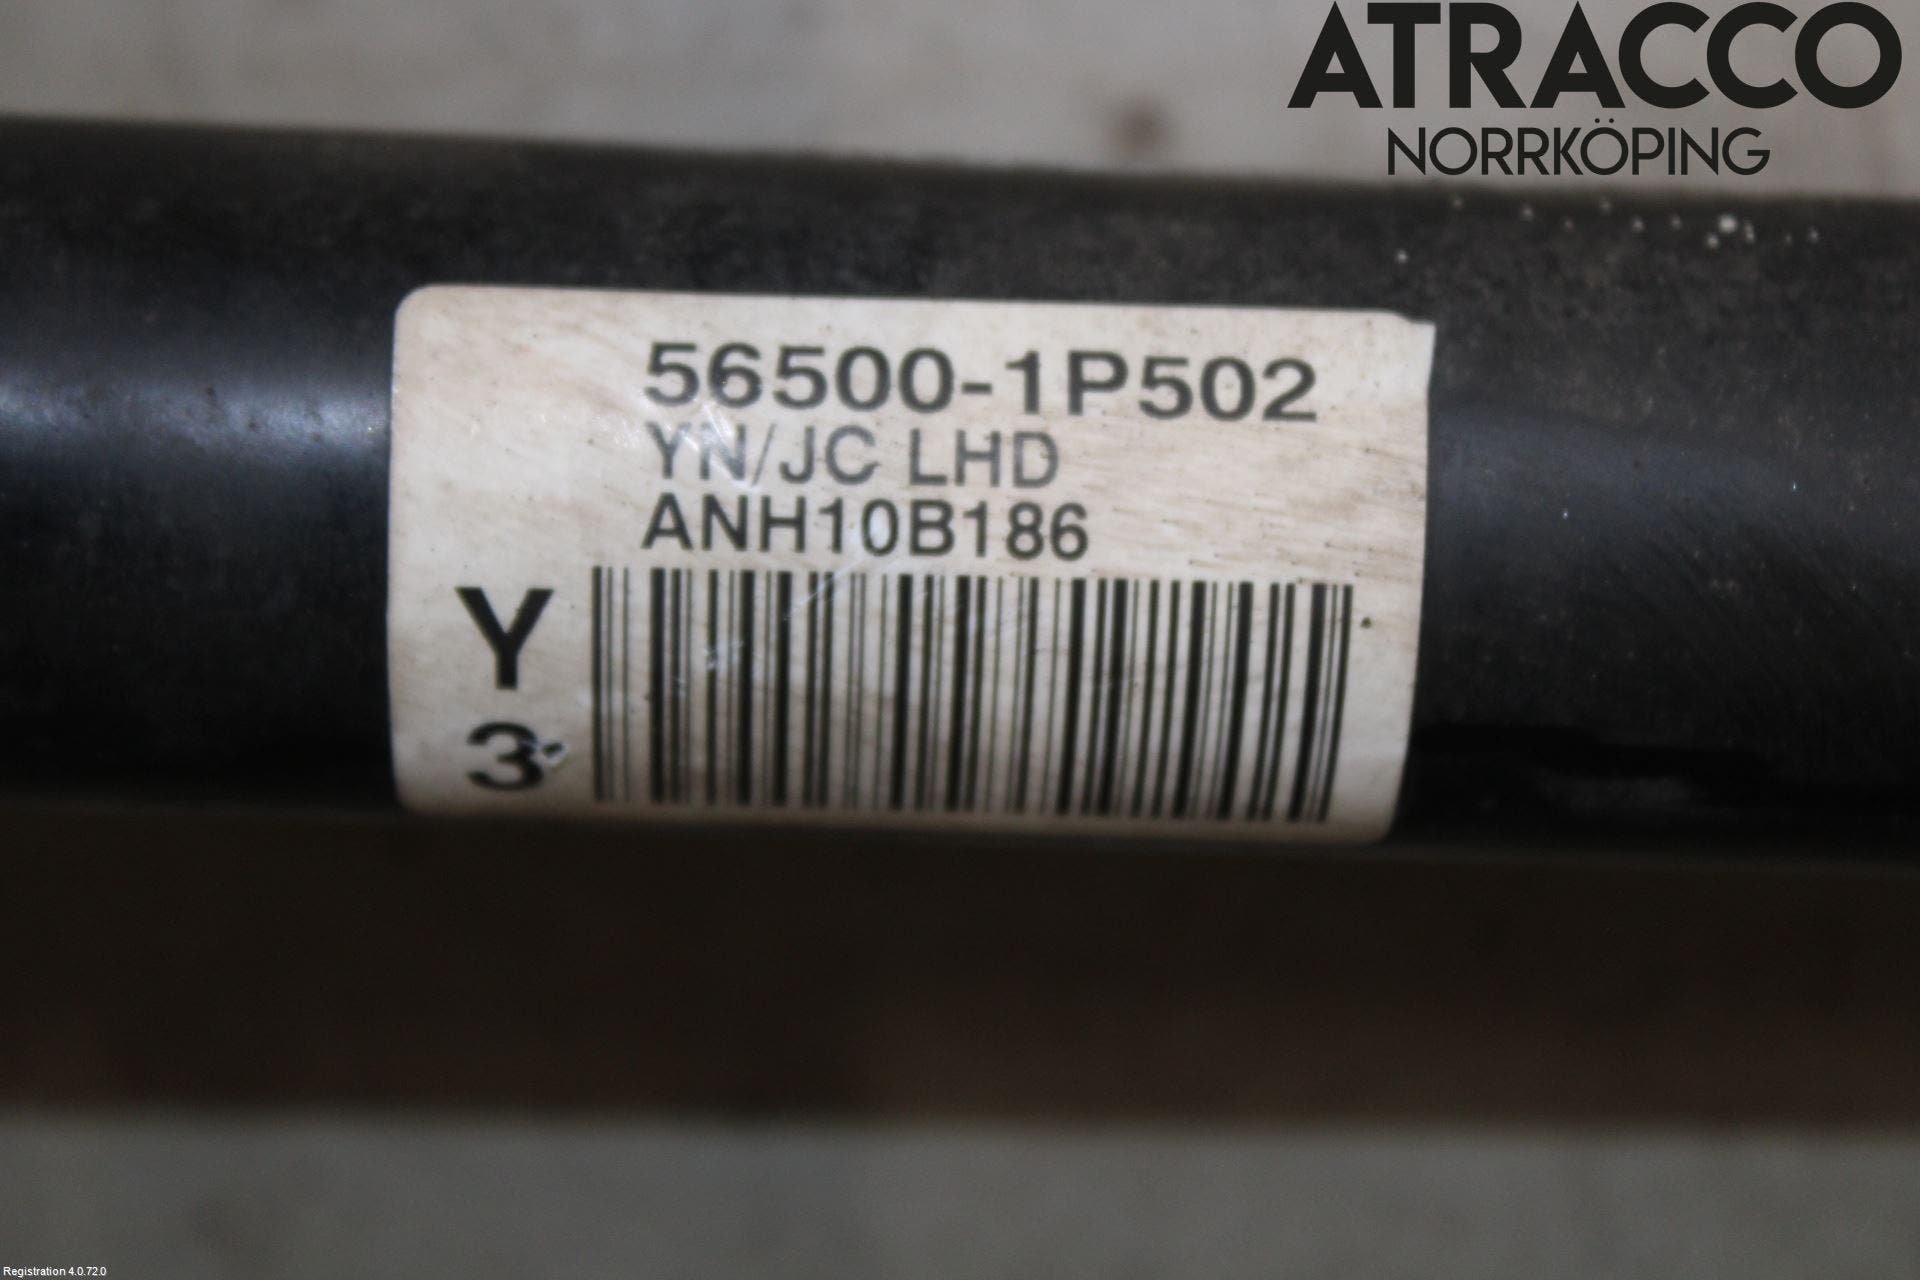 ATRACCO
NORRKÖPING
56500-1P502
YN/JC LHD
ANH10B186
Y
3
Registration 4.0.72.0